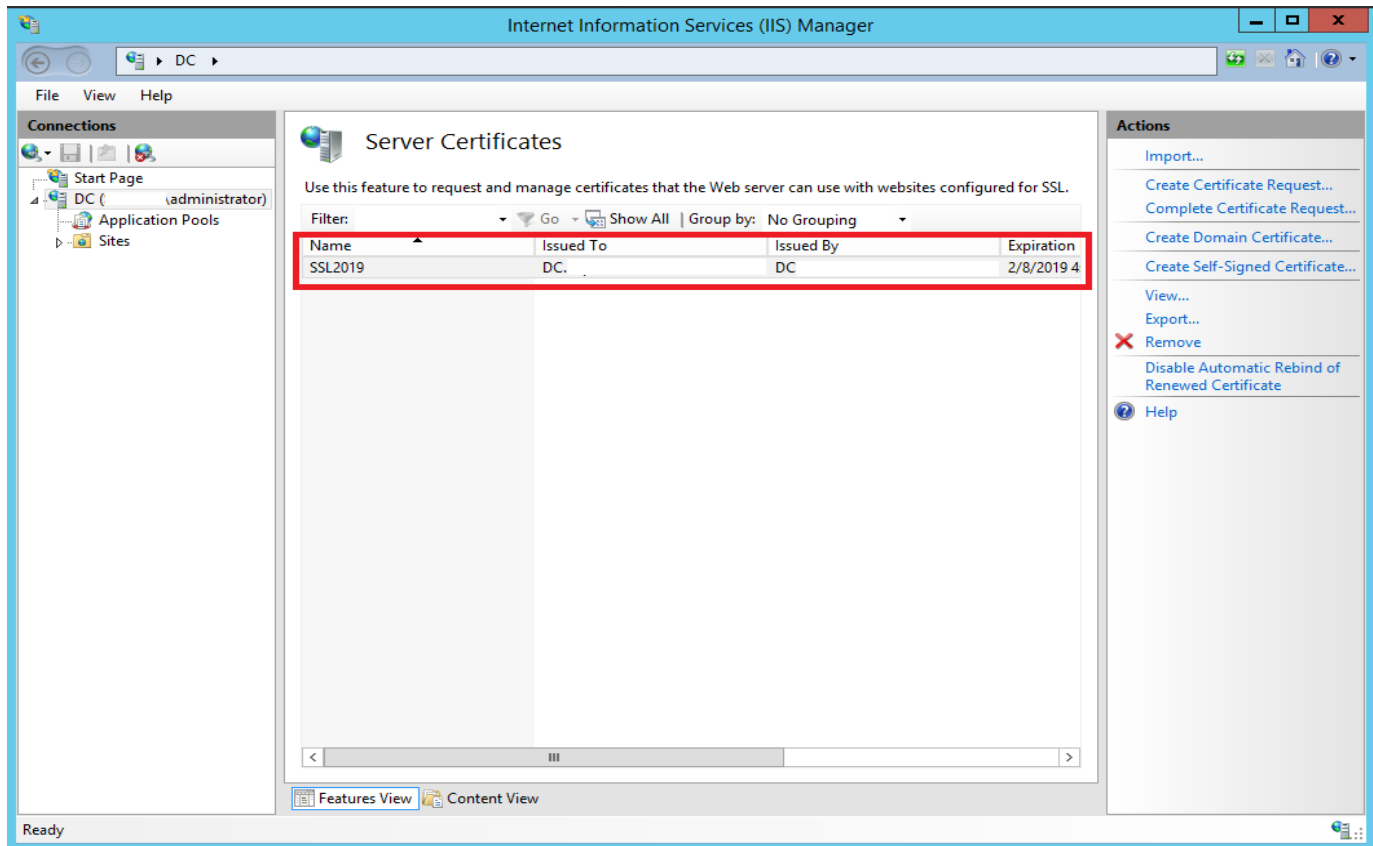 Internet Information Services (IIS) Manager
DC
File View Help
Connections
Start Page
DC ( \administrator)
Application Pools
Sites
Server Certificates
Use this feature to request and manage certificates that the Web server can use with websites configured for SSL.
Filter: Go Show All Group by: No Grouping
Name Issued To Issued By Expiration
SSL2019 DC. DC 2/8/2019 4
Features View Content View
Actions
Import...
Create Certificate Request...
Complete Certificate Request...
Create Domain Certificate...
Create Self-Signed Certificate...
View...
Export...
Remove
Disable Automatic Rebind of
Renewed Certificate
Help
Ready